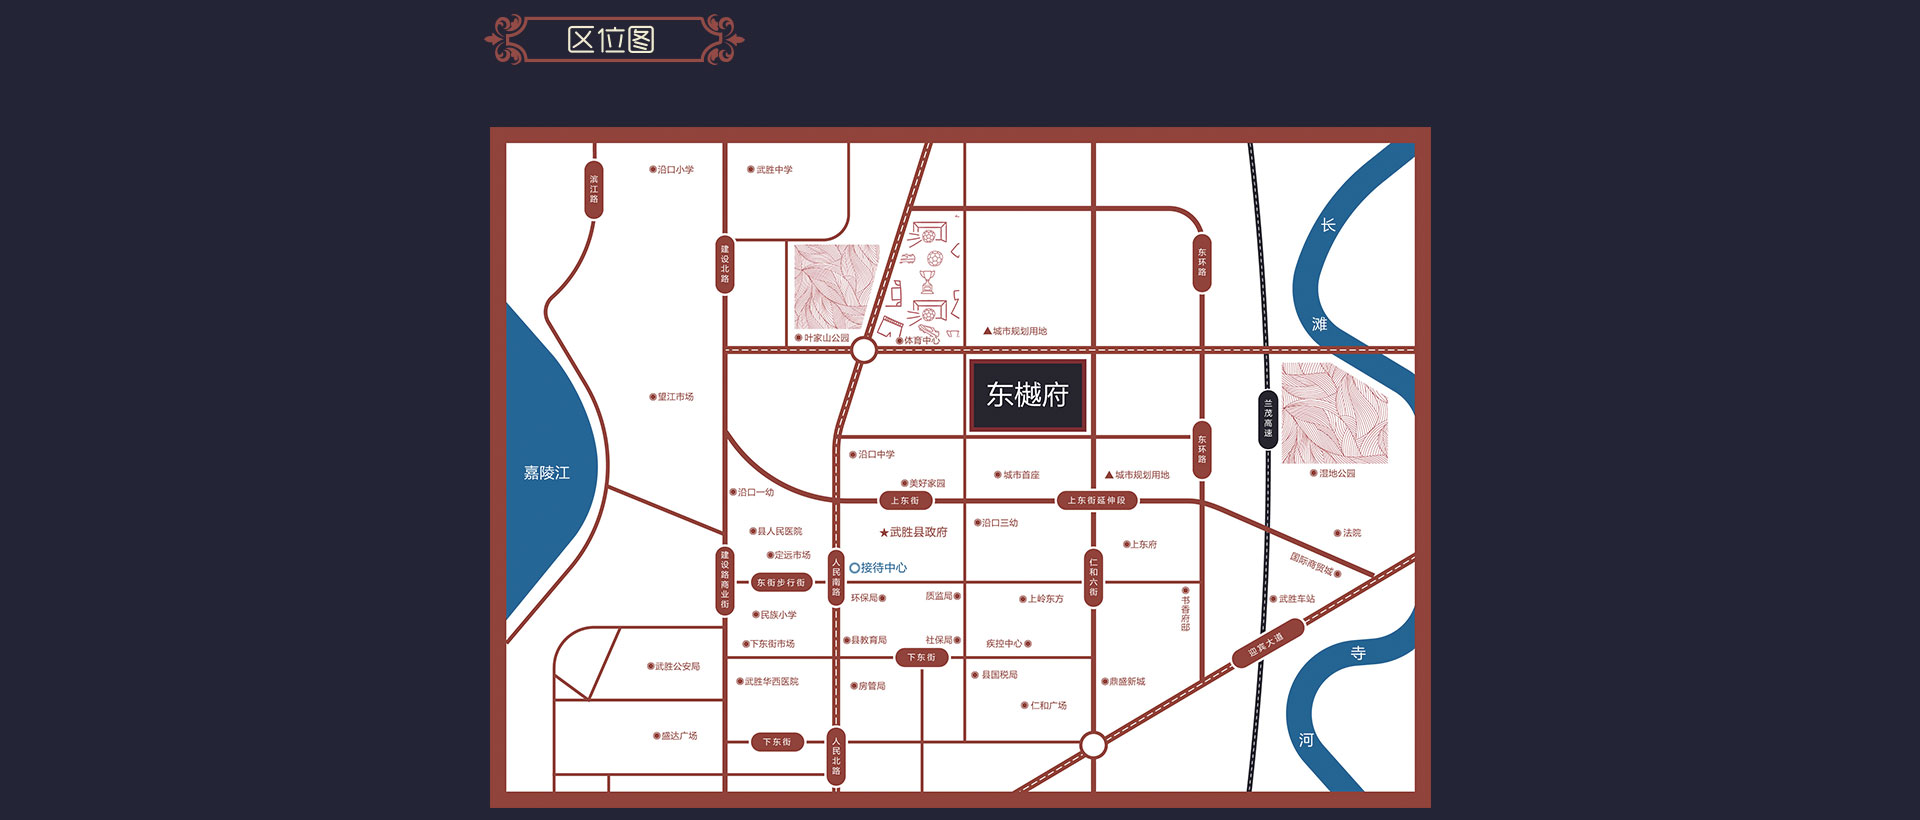 区位图
沿口小学
武胜中学
滨江路
长
建设北路
东环路
滩
城市规划用地
叶家山公园
体育中心
东樾府
望江市场
兰茂高速
东环路
沿口中学
嘉陵江
城市首座
城市规划用地
湿地公园
美好家园
沿口一幼
上东街
上东街延伸段
沿口三幼
县人民医院
武胜县政府
法院
上东府
定远市场
国际商贸城
接待中心
建设路商业街
东街步行街
人民南路
仁和六街
环保局
质监局
上岭东方
书香府邸
武胜车站
民族小学
下东街市场
县教育局
社保局
疾控中心
迎宾大道
寺
下东街
武胜公安局
县国税局
武胜华西医院
房管局
鼎盛新城
仁和广场
盛达广场
下东街
人民北路
河